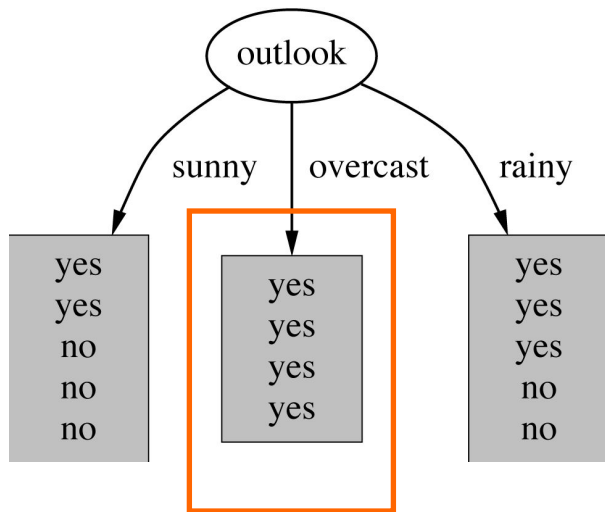 outlook
sunny
overcast
rainy
yes
yes
no
no
no
yes
yes
yes
yes
yes
yes
yes
no
no